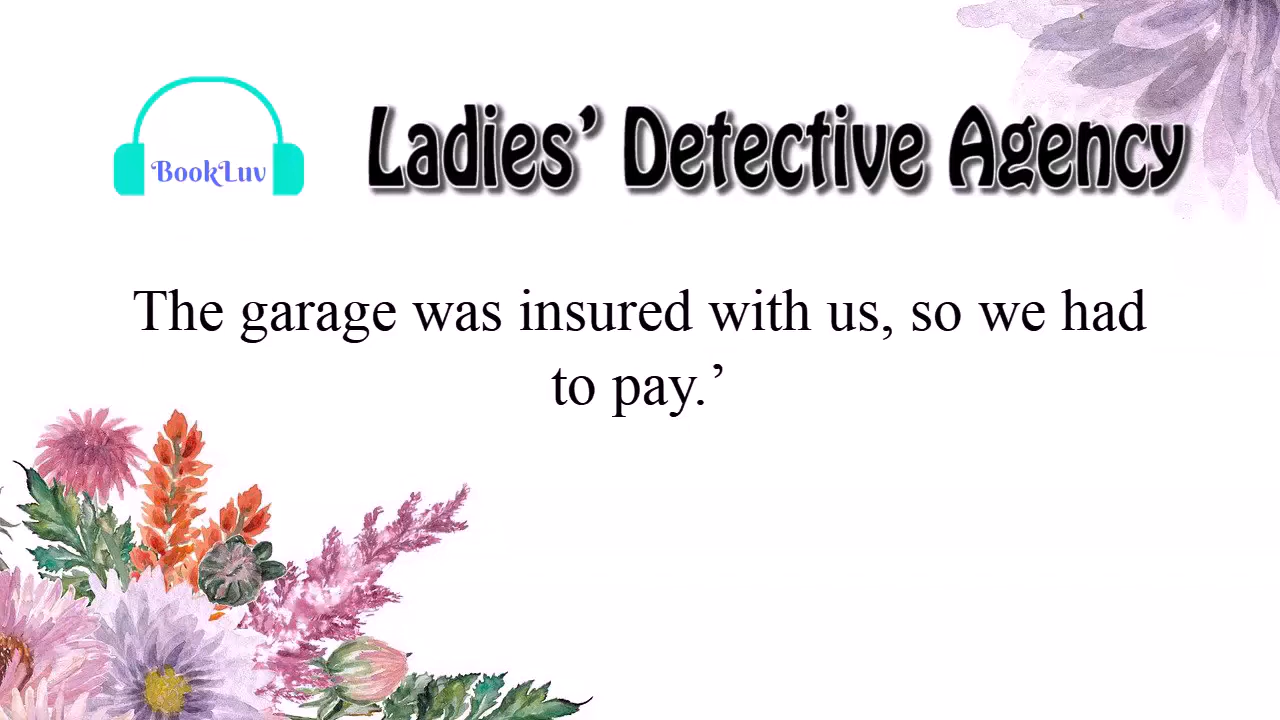 BookLuv
Ladies’ Detective Agency
The garage was insured with us, so we had
to pay.’